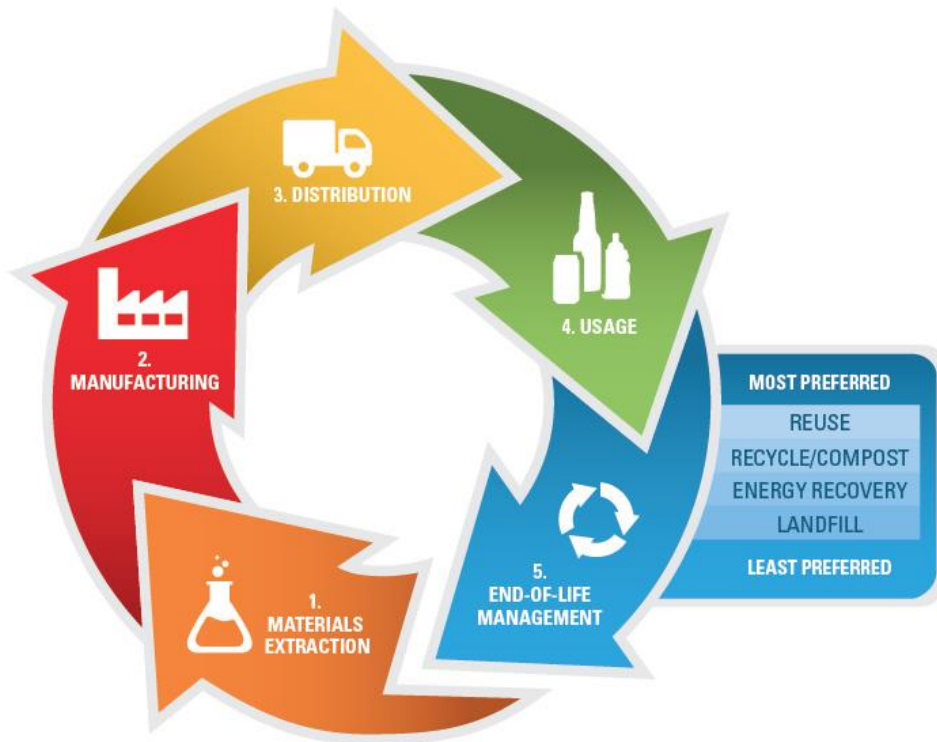 1.
MATERIALS
EXTRACTION
2.
MANUFACTURING
3. DISTRIBUTION
4. USAGE
5.
END-OF-LIFE
MANAGEMENT
MOST PREFERRED
REUSE
RECYCLE/COMPOST
ENERGY RECOVERY
LANDFILL
LEAST PREFERRED